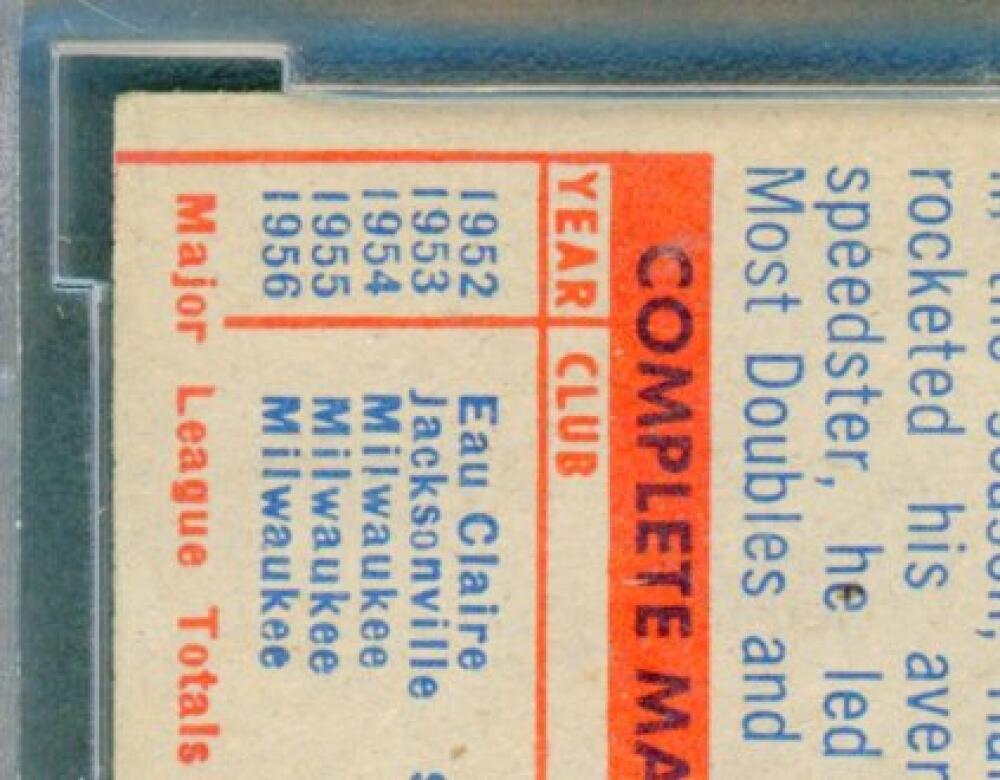 rocketed his aver
speedster, he led
Most Doubles and
COMPLETE MA
YEAR CLUB
1952 Eau Claire
1953 Jacksonville
1954 Milwaukee
1955 Milwaukee
1956 Milwaukee
Major League Totals